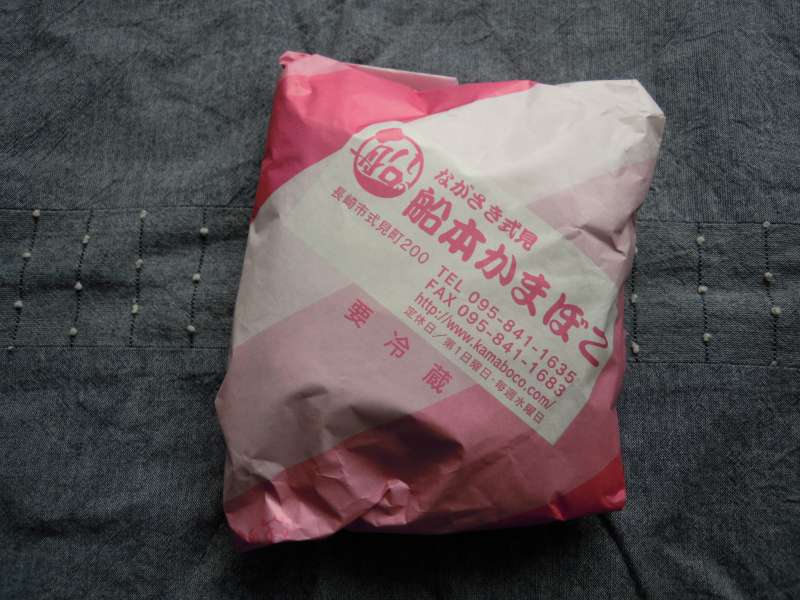 船
ながさき式見
船本かまぼこ
長崎市式見町200
TEL 095-841-1635
FAX 095-841-1683
http://www.kamaboco.com/
定休日／第1日曜日・毎週水曜日
要冷蔵